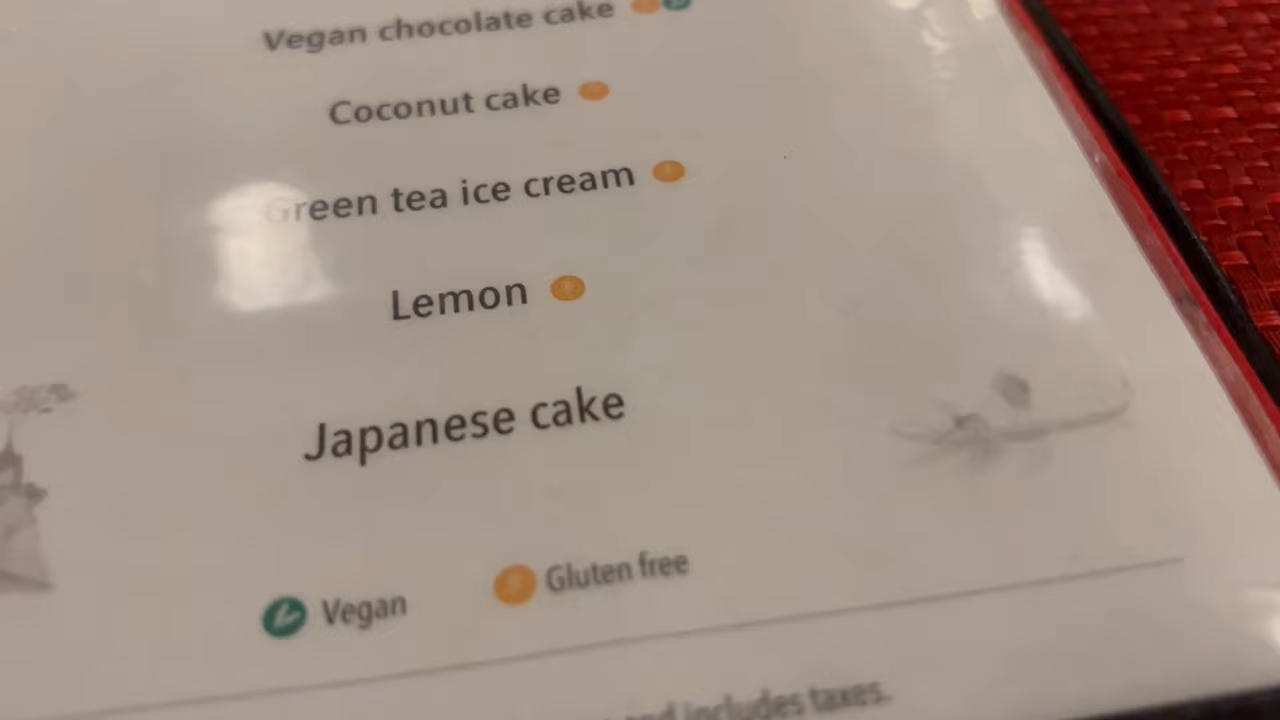 Vegan chocolate cake
Coconut cake
Green tea ice cream
Lemon
Japanese cake
Vegan
Gluten free
and includes taxes.